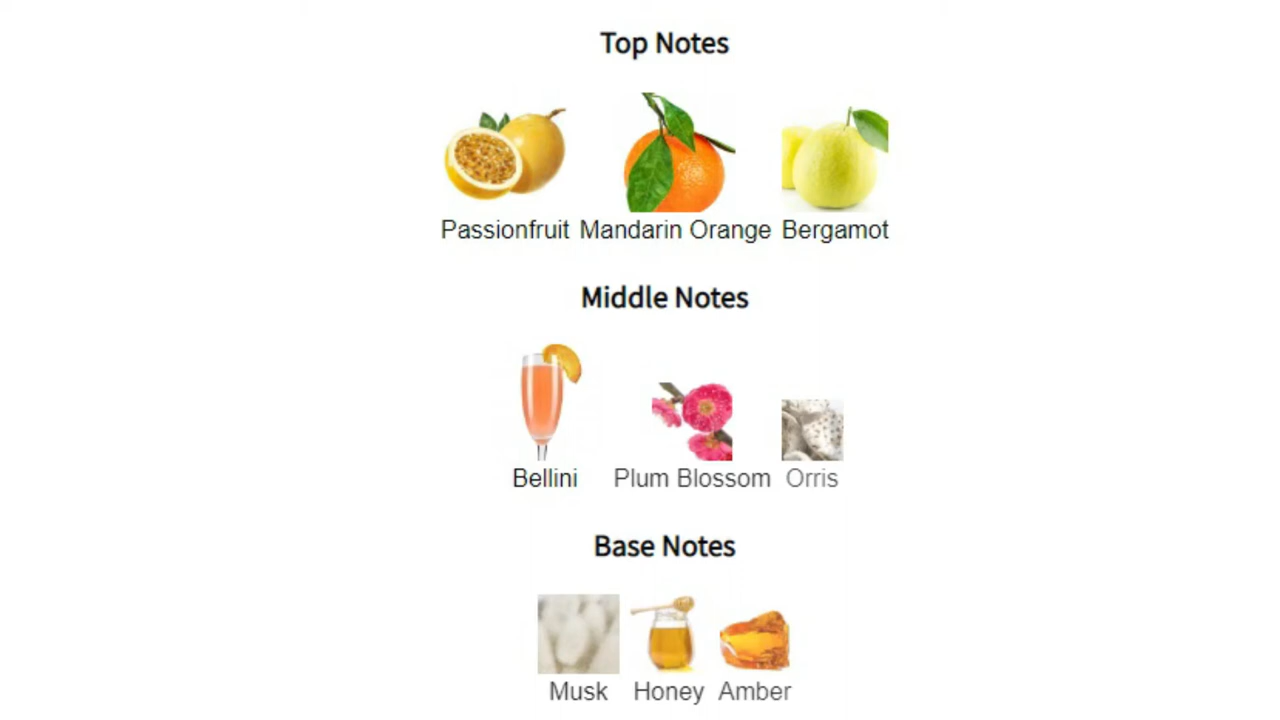 Top Notes
Passionfruit Mandarin Orange Bergamot
Middle Notes
Bellini Plum Blossom Orris
Base Notes
Musk Honey Amber